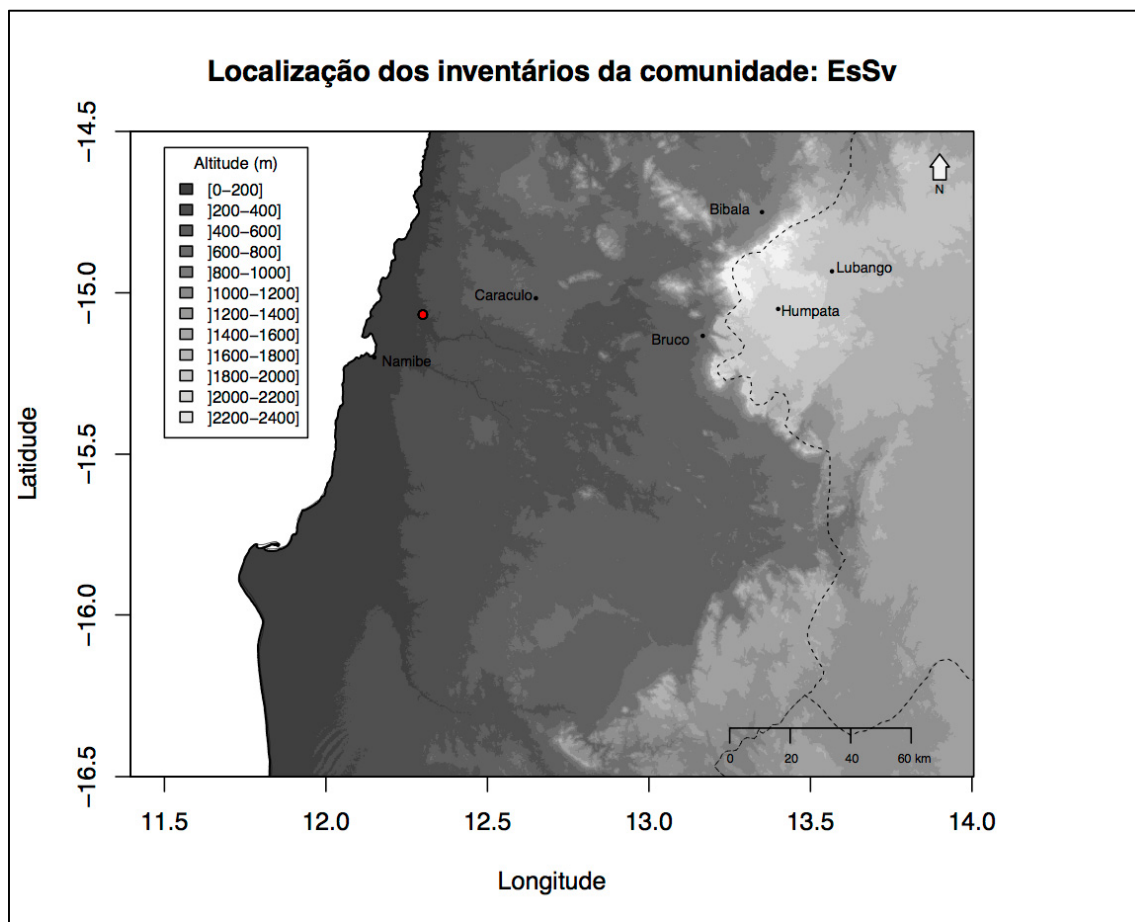 Localização dos inventários da comunidade: EsSv
Altitude (m)
[0−200]
]200−400]
]400−600]
]600−800]
]800−1000]
]1000−1200]
]1200−1400]
]1400−1600]
]1600−1800]
]1800−2000]
]2000−2200]
]2200−2400]
N
Bibala
Lubango
Caraculo
Humpata
Bruco
Namibe
0 20 40 60 km
−14.5
−15.0
−15.5
−16.0
−16.5
Latidude
11.5 12.0 12.5 13.0 13.5 14.0
Longitude